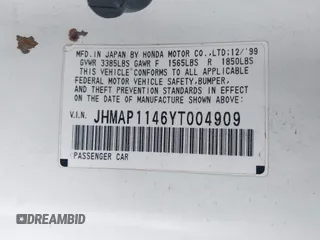 MFD. IN JAPAN BY HONDA MOTOR CO.,LTD:12/'99
GVWR 3385LBS GAWR F 1565LBS R 1850LBS
THIS VEHICLE CONFORMS TO ALL APPLICABLE
FEDERAL MOTOR VEHICLE SAFETY,BUMPER,
AND THEFT PREVENTION STANDARDS IN EFFECT
ON THE DATE OF MANUFACTURE SHOWN ABOVE.
V.I.N. JHMAP1146YT004909
PASSENGER CAR
DREAMBID